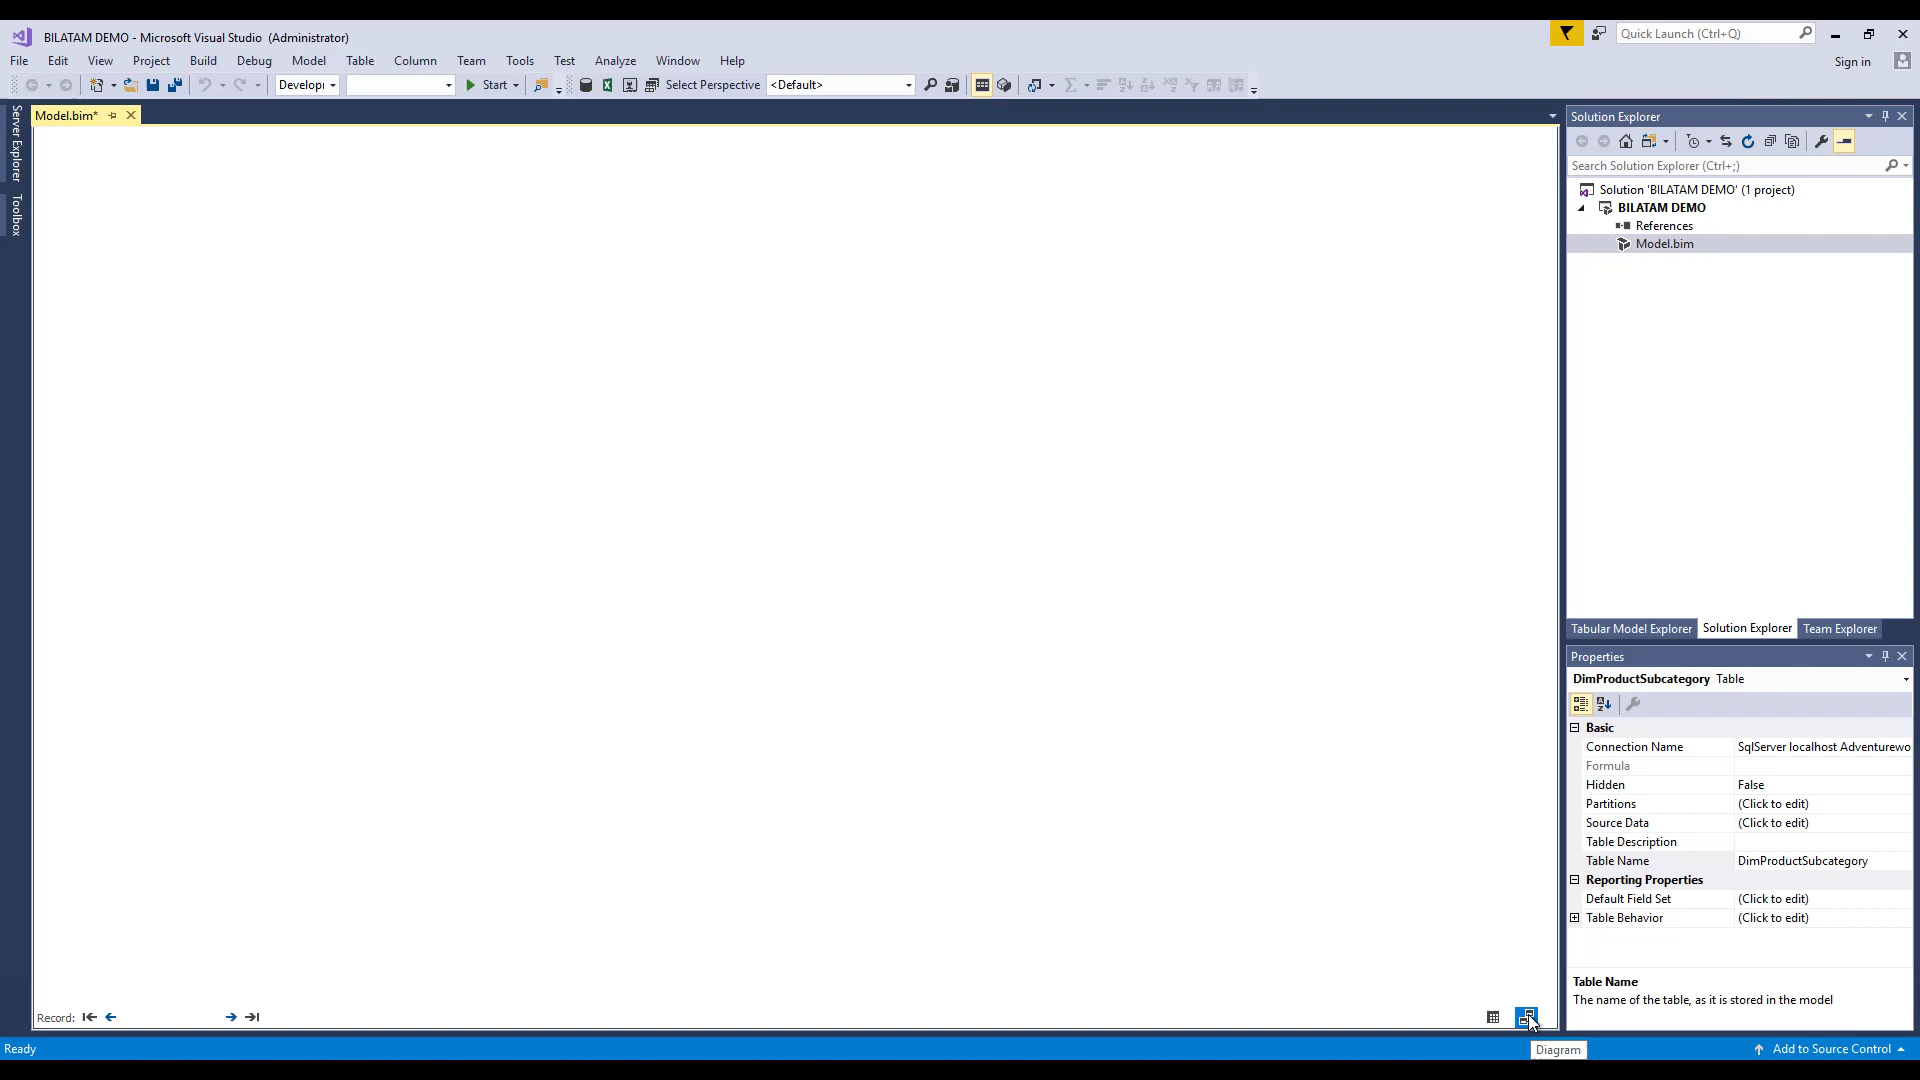 BILATAM DEMO - Microsoft Visual Studio (Administrator)
Quick Launch (Ctrl+Q)
File Edit View Project Build Debug Model Table Column Team Tools Test Analyze Window Help
Sign in
Develop
Start
Select Perspective
<Default>
Server Explorer
Toolbox
Model.bim*
Solution Explorer
Search Solution Explorer (Ctrl+;)
Solution 'BILATAM DEMO' (1 project)
BILATAM DEMO
References
Model.bim
Tabular Model Explorer Solution Explorer Team Explorer
Properties
DimProductSubcategory Table
Basic
Connection Name SqlServer localhost Adventurewo
Formula
Hidden False
Partitions (Click to edit)
Source Data (Click to edit)
Table Description
Table Name DimProductSubcategory
Reporting Properties
Default Field Set (Click to edit)
Table Behavior (Click to edit)
Table Name
The name of the table, as it is stored in the model
Record:
Diagram
Ready
Add to Source Control